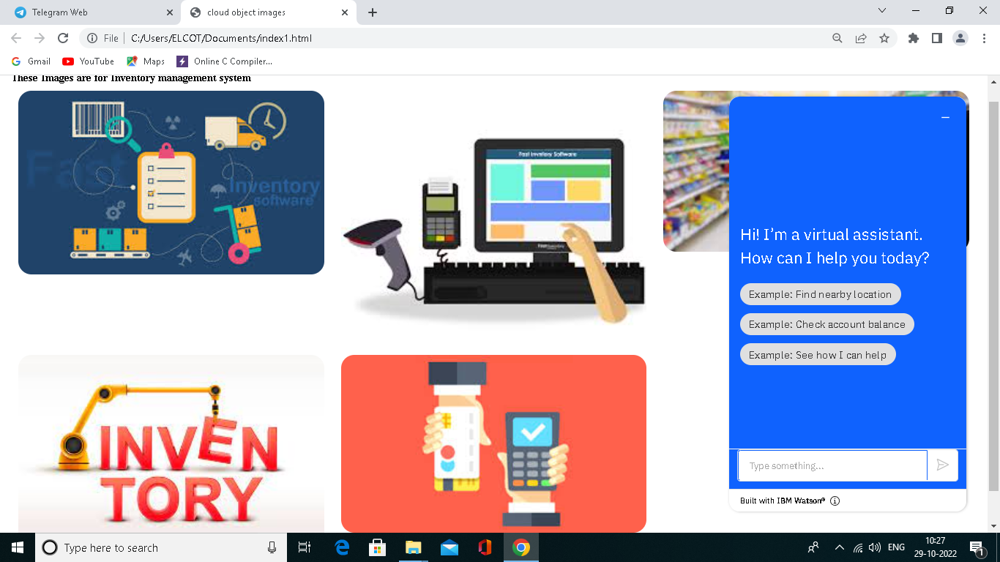 Telegram Web
cloud object images
File
C:/Users/ELCOT/Documents/index1.html
Gmail
YouTube
Maps
Online C Compiler...
These Images are for Inventory management system
Fast
Inventory
software
Fast Inventory Software
Hi! I’m a virtual assistant.
How can I help you today?
Example: Find nearby location
Example: Check account balance
Example: See how I can help
INVEN
TORY
Type something...
Built with IBM Watson®
Type here to search
ENG
10:27
29-10-2022
1